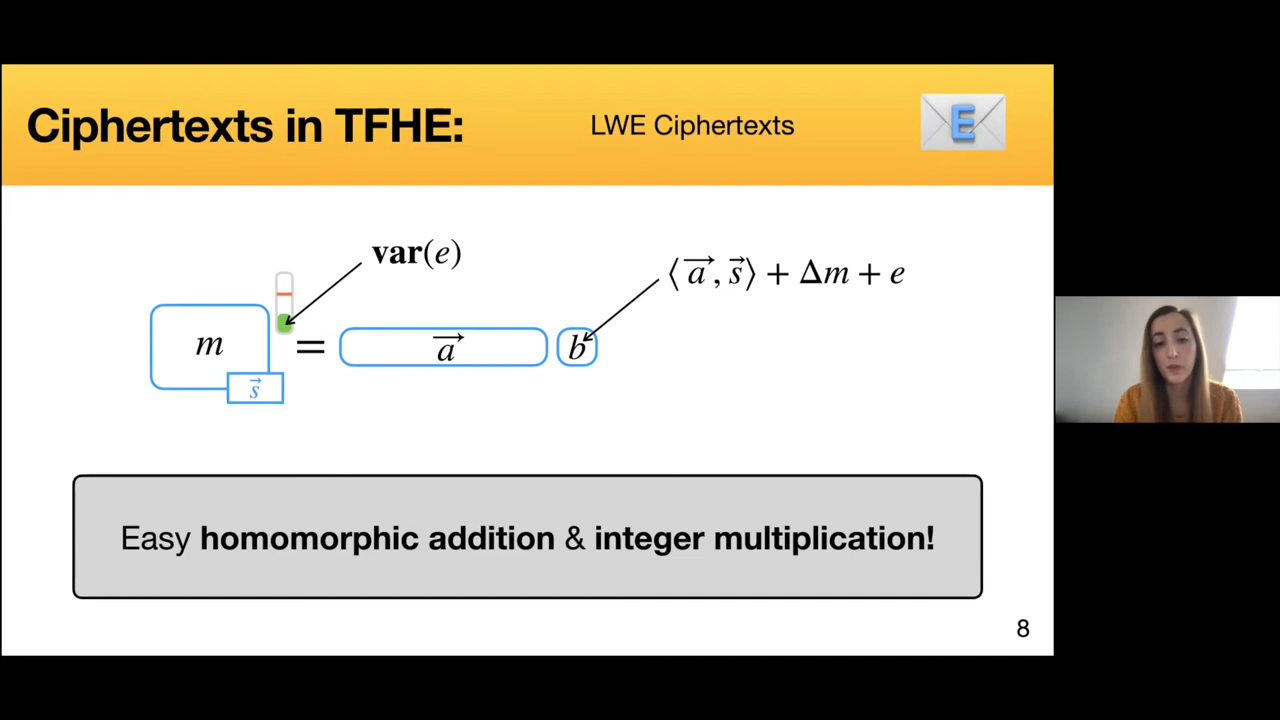 Ciphertexts in TFHE:
LWE Ciphertexts
E
var(e)
⟨a⃗, s⃗⟩ + Δm + e
m
s⃗
= a⃗ b
Easy homomorphic addition & integer multiplication!
8